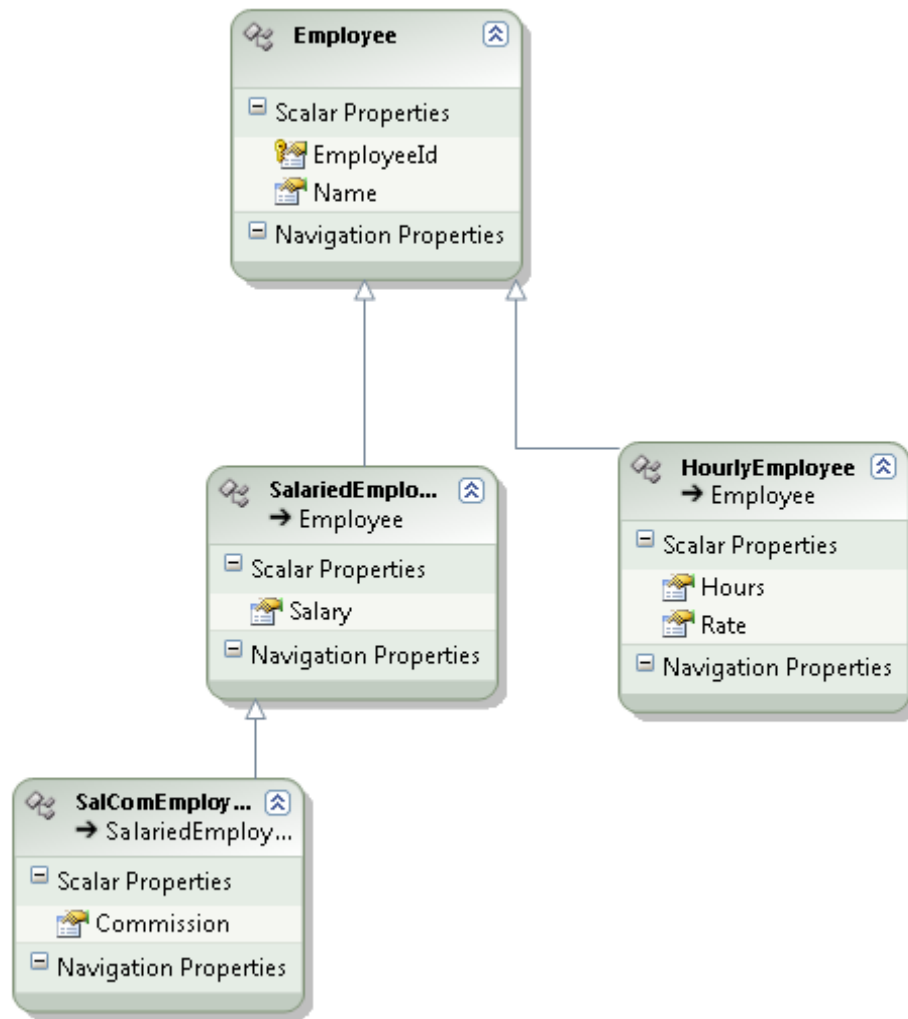 Employee
Scalar Properties
EmployeeId
Name
Navigation Properties
SalariedEmplo...
➔ Employee
Scalar Properties
Salary
Navigation Properties
HourlyEmployee
➔ Employee
Scalar Properties
Hours
Rate
Navigation Properties
SalComEmploy...
➔ SalariedEmploy...
Scalar Properties
Commission
Navigation Properties